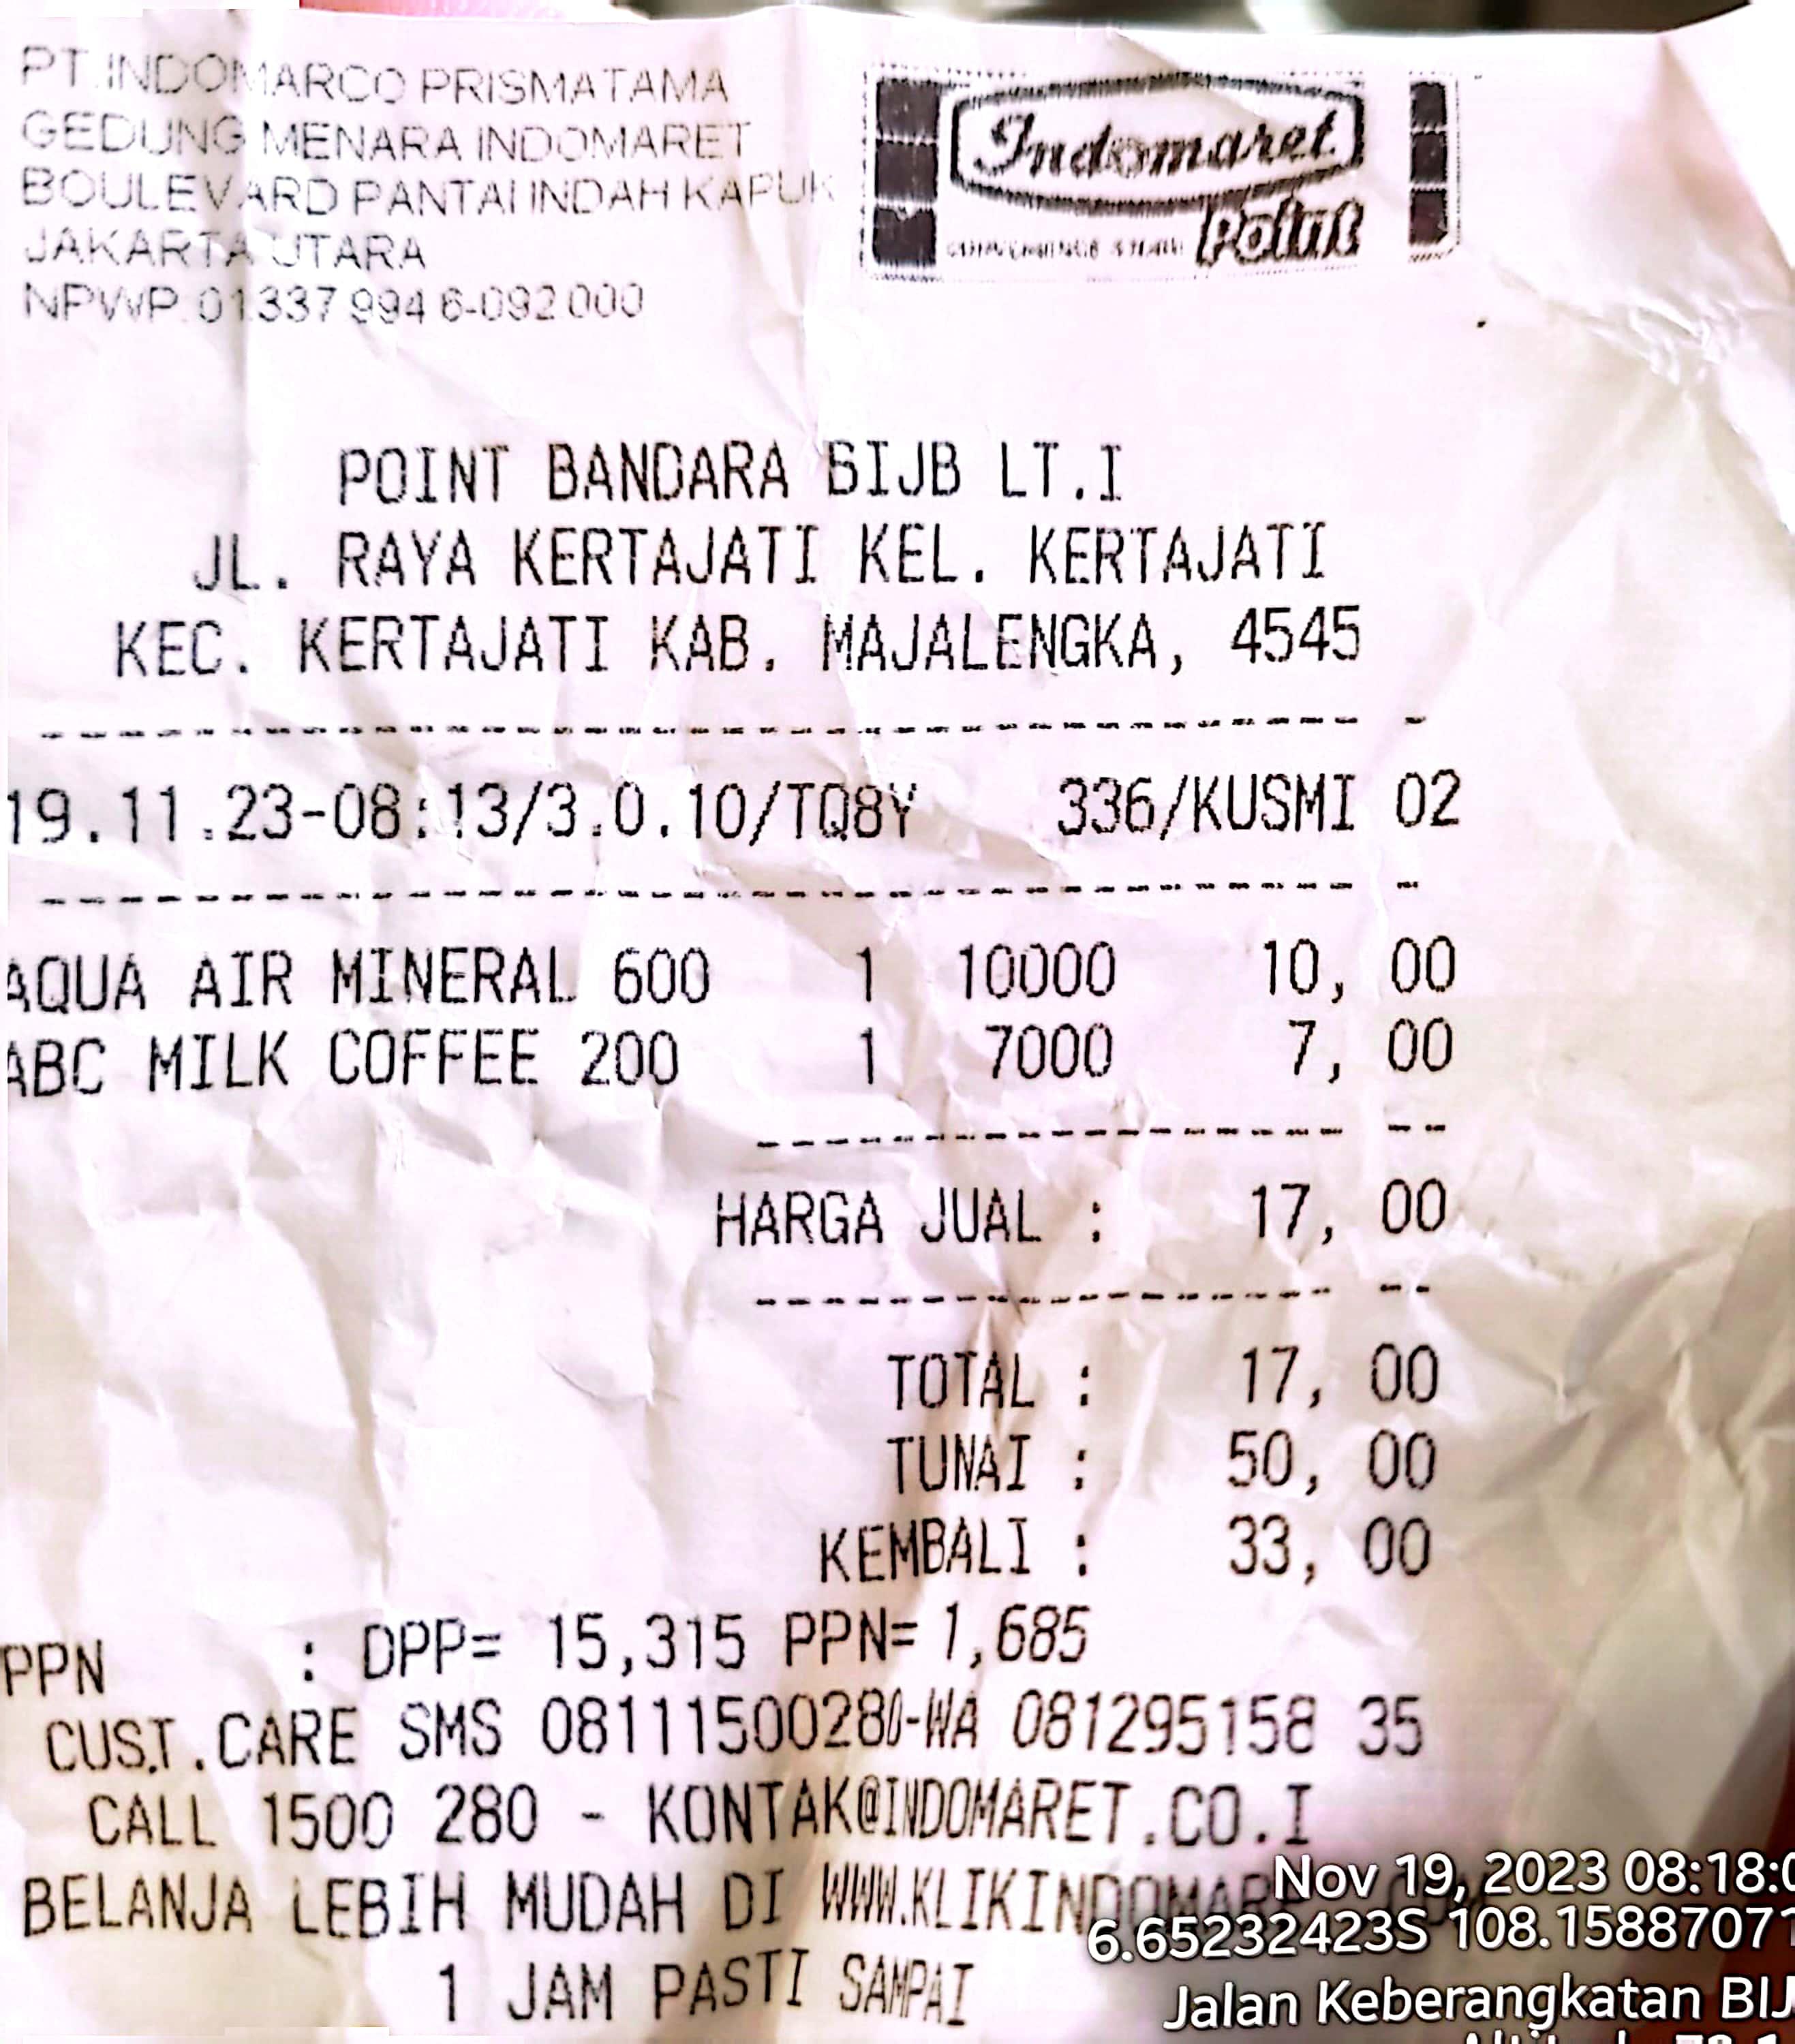 PT.INDOMARCO PRISMATAMA
GEDUNG MENARA INDOMARET
BOULEVARD PANTAI INDAH KAPUK
JAKARTA UTARA
NPWP 01 337 994 6-092 000
Indomaret
CONVENIENCE STORE Point
POINT BANDARA BIJB LT.I
JL. RAYA KERTAJATI KEL. KERTAJATI
KEC. KERTAJATI KAB. MAJALENGKA, 4545
19.11.23-08:13/3.0.10/TQ8Y 336/KUSMI 02
AQUA AIR MINERAL 600 1 10000 10, 00
ABC MILK COFFEE 200 1 7000 7, 00
HARGA JUAL : 17, 00
TOTAL : 17, 00
TUNAI : 50, 00
KEMBALI : 33, 00
PPN : DPP= 15,315 PPN= 1,685
CUST.CARE SMS 08111500280-WA 081295158 35
CALL 1500 280 - KONTAK@INDOMARET.CO.I
BELANJA LEBIH MUDAH DI
1 JAM PASTI SAMPAI
Nov 19, 2023 08:18:0
6.65232423S 108.15887071
Jalan Keberangkatan BIJ